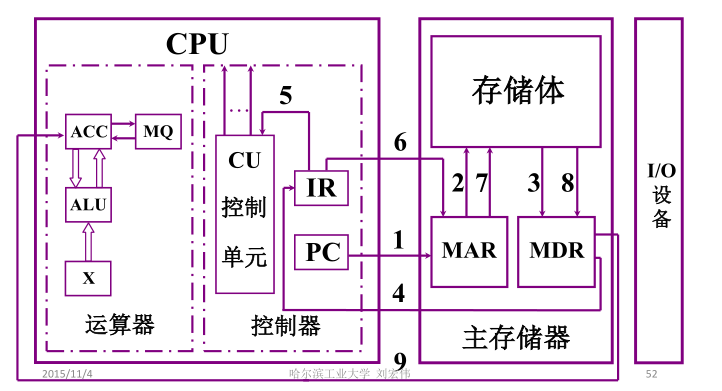 CPU
ACC
MQ
ALU
X
运算器
5
CU
控制
单元
IR
PC
控制器
6
1
4
9
存储体
2
7
3
8
MAR
MDR
主存储器
I/O
设
备
2015/11/4
哈尔滨工业大学 刘宏伟
52